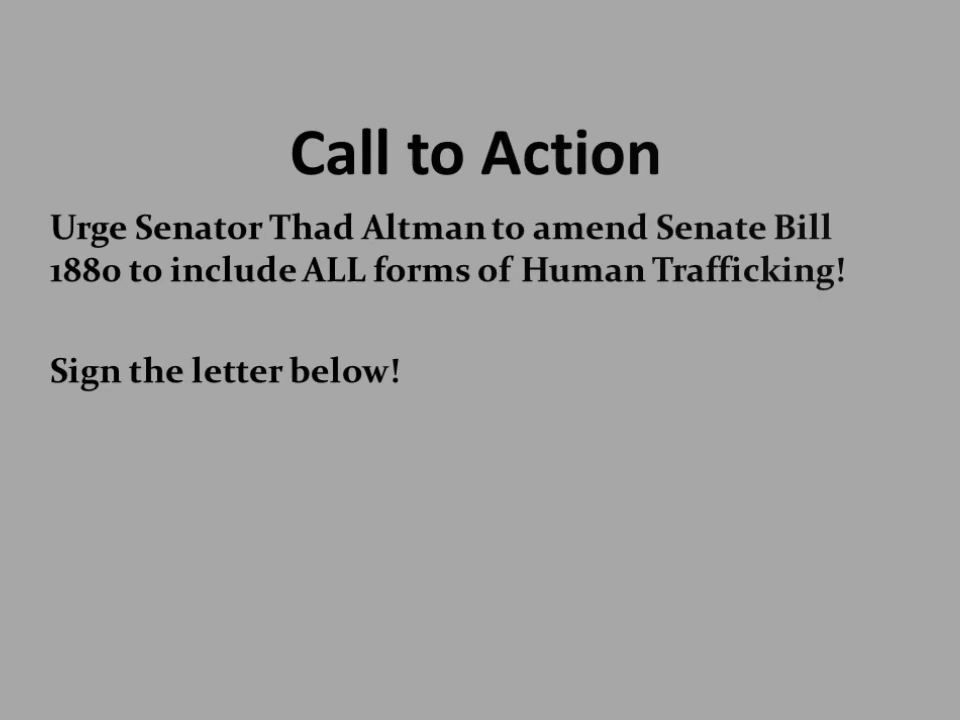 Call to Action
Urge Senator Thad Altman to amend Senate Bill
1880 to include ALL forms of Human Trafficking!
Sign the letter below!